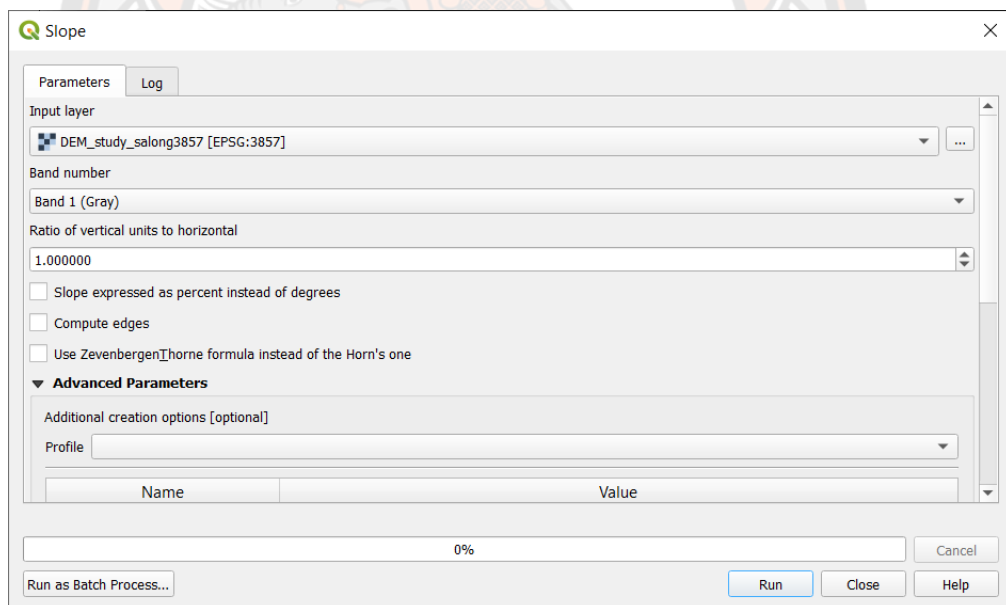 Slope
Parameters Log
Input layer
DEM_study_salong3857 [EPSG:3857]
...
Band number
Band 1 (Gray)
Ratio of vertical units to horizontal
1.000000
Slope expressed as percent instead of degrees
Compute edges
Use ZevenbergenThorne formula instead of the Horn's one
Advanced Parameters
Additional creation options [optional]
Profile
Name Value
0% Cancel
Run as Batch Process... Run Close Help